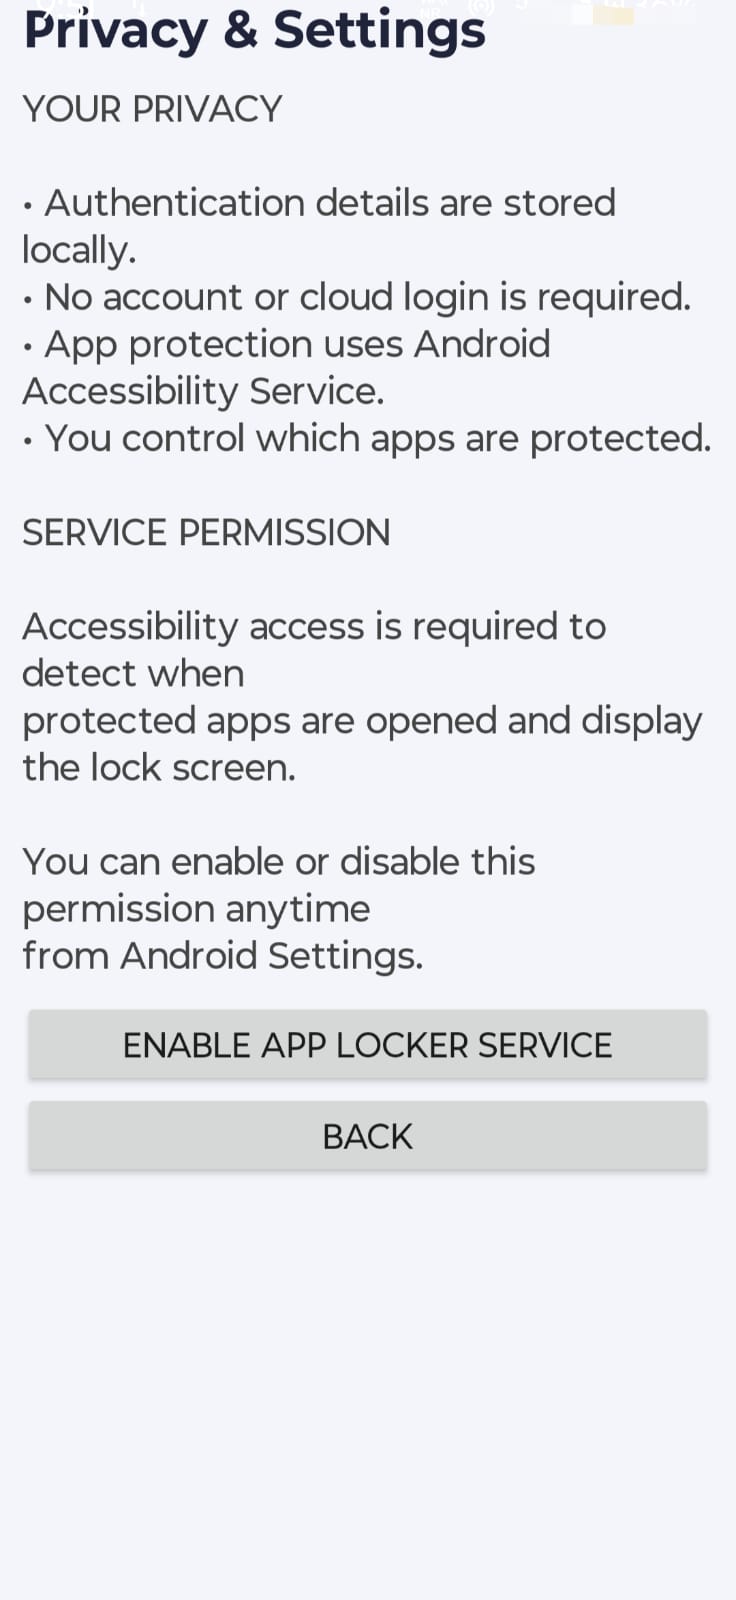 Privacy & Settings
YOUR PRIVACY
• Authentication details are stored
locally.
• No account or cloud login is required.
• App protection uses Android
Accessibility Service.
• You control which apps are protected.
SERVICE PERMISSION
Accessibility access is required to
detect when
protected apps are opened and display
the lock screen.
You can enable or disable this
permission anytime
from Android Settings.
ENABLE APP LOCKER SERVICE
BACK